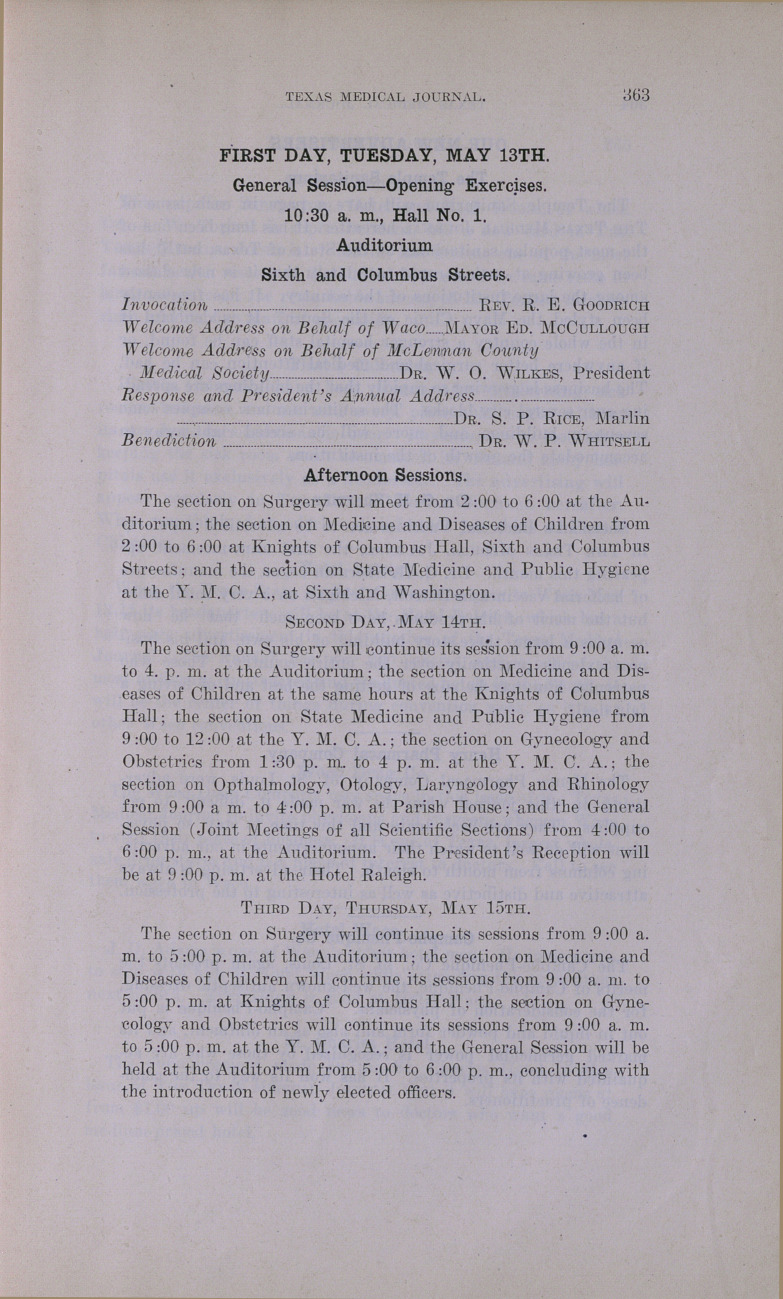 TEXAS MEDICAL JOURNAL. 363
FIRST DAY, TUESDAY, MAY 13TH.
General Session—Opening Exercises.
10:30 a. m., Hall No. 1.
Auditorium
Sixth and Columbus Streets.
Invocation ........ REV. R. E. GOODRICH
Welcome Address on Behalf of Waco......MAYOR ED. MCCULLOUGH
Welcome Address on Behalf of McLennan County
Medical Society........DR. W. O. WILKES, President
Response and President's Annual Address........
........DR. S. P. RICE, Marlin
Benediction ........ DR. W. P. WHITSELL
Afternoon Sessions.
The section on Surgery will meet from 2:00 to 6:00 at the Au-
ditorium; the section on Medicine and Diseases of Children from
2:00 to 6:00 at Knights of Columbus Hall, Sixth and Columbus
Streets; and the section on State Medicine and Public Hygiene
at the Y. M. C. A., at Sixth and Washington.
SECOND DAY, MAY 14TH.
The section on Surgery will continue its session from 9:00 a. m.
to 4. p. m. at the Auditorium; the section on Medicine and Dis-
eases of Children at the same hours at the Knights of Columbus
Hall; the section on State Medicine and Public Hygiene from
9:00 to 12:00 at the Y. M. C. A.; the section on Gynecology and
Obstetrics from 1:30 p. m. to 4 p. m. at the Y. M. C. A.; the
section on Opthalmology, Otology, Laryngology and Rhinology
from 9:00 a m. to 4:00 p. m. at Parish House; and the General
Session (Joint Meetings of all Scientific Sections) from 4:00 to
6:00 p. m., at the Auditorium. The President's Reception will
be at 9:00 p. m. at the Hotel Raleigh.
THIRD DAY, THURSDAY, MAY 15TH.
The section on Surgery will continue its sessions from 9:00 a.
m. to 5:00 p. m. at the Auditorium; the section on Medicine and
Diseases of Children will continue its sessions from 9:00 a. m. to
5:00 p. m. at Knights of Columbus Hall; the section on Gyne-
cology and Obstetrics will continue its sessions from 9:00 a. m.
to 5:00 p. m. at the Y. M. C. A.; and the General Session will be
held at the Auditorium from 5:00 to 6:00 p. m., concluding with
the introduction of newly elected officers.